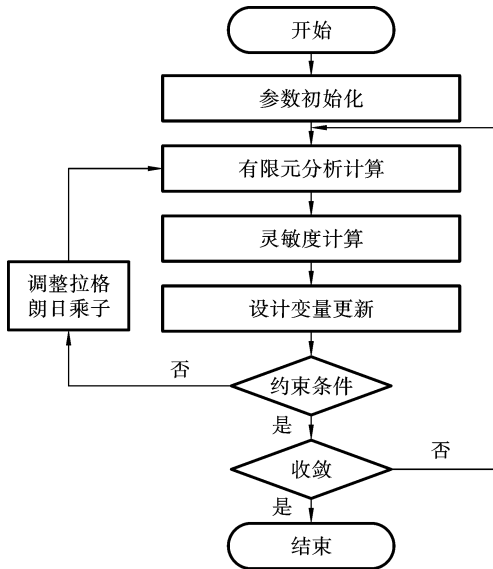 开始
参数初始化
有限元分析计算
灵敏度计算
调整拉格
朗日乘子
设计变量更新
否
约束条件
是
收敛
否
是
结束